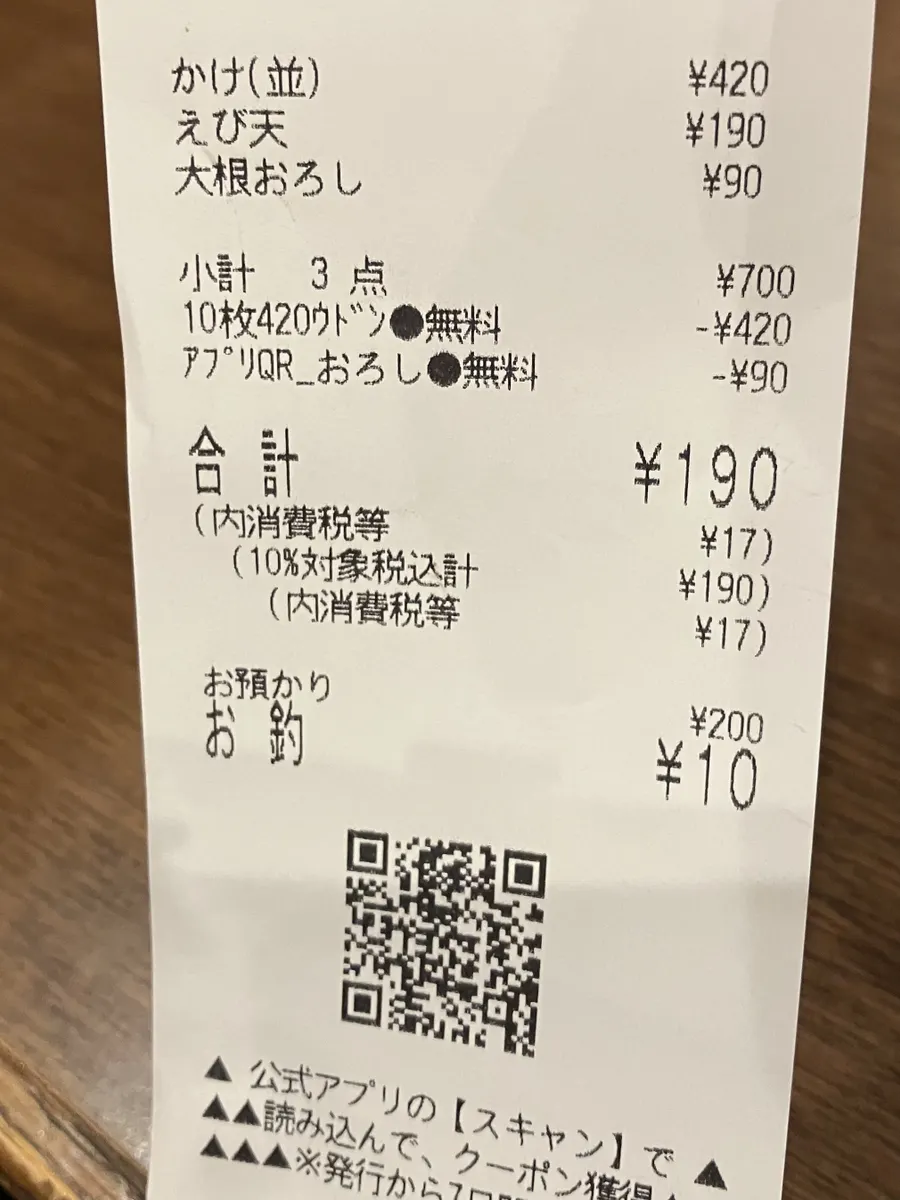 かけ(並) ¥420
えび天 ¥190
大根おろし ¥90
小計 3 点 ¥700
10枚420ウドン●無料 -¥420
アプリQR_おろし●無料 -¥90
合 計 ¥190
(内消費税等 ¥17)
(10%対象税込計 ¥190)
(内消費税等 ¥17)
お預かり ¥200
お 釣 ¥10
▲ 公式アプリの【スキャン】で ▲
▲▲読み込んで、クーポン獲得
▲▲▲※発行から